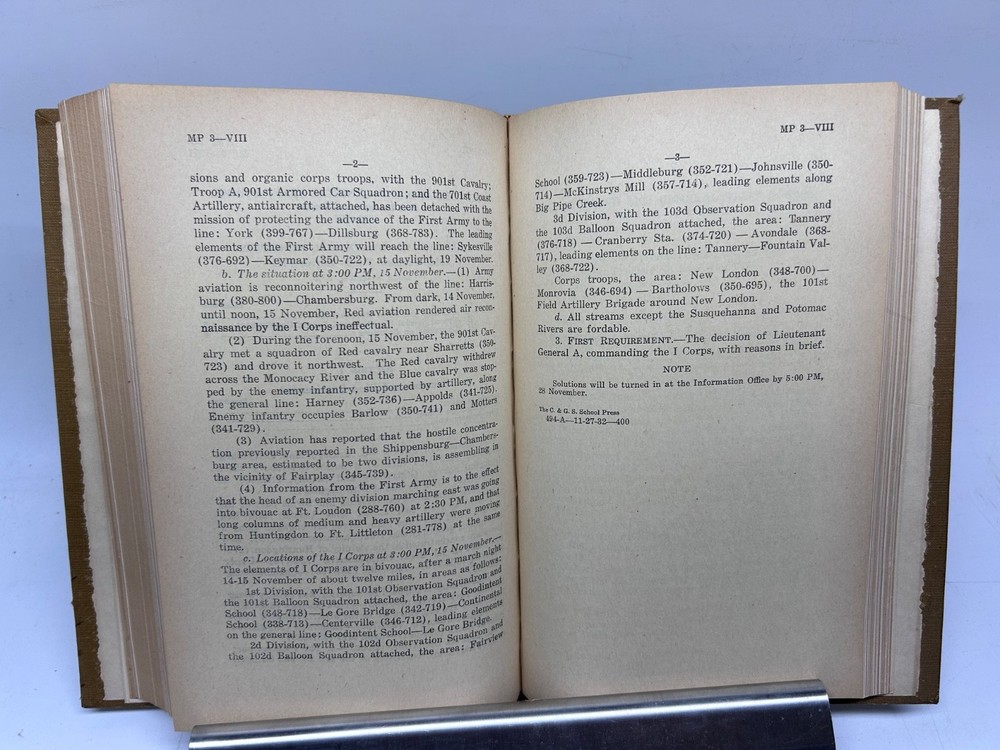 MP 3—VIII
—2—
sions and organic corps troops, with the 901st Cavalry;
Troop A, 901st Armored Car Squadron; and the 701st Coast
Artillery, antiaircraft, attached, has been detached with the
mission of protecting the advance of the First Army to the
line: York (399-767)—Dillsburg (368-783). The leading
elements of the First Army will reach the line: Sykesville
(376-692)—Keymar (350-722), at daylight, 19 November.
b. The situation at 3:00 PM, 15 November.—(1) Army
aviation is reconnoitering northwest of the line: Harris-
burg (380-800)—Chambersburg. From dark, 14 November,
until noon, 15 November, Red aviation rendered air recon-
naissance by the I Corps ineffectual.
(2) During the forenoon, 15 November, the 901st Cav-
alry met a squadron of Red cavalry near Sharretts (350-
723) and drove it northwest. The Red cavalry withdrew
across the Monocacy River and the Blue cavalry was stop-
ped by the enemy infantry, supported by artillery, along
the general line: Harney (352-736)—Appolds (341-725).
Enemy infantry occupies Barlow (350-741) and Motters
(341-729).
(3) Aviation has reported that the hostile concentra-
tion previously reported in the Shippensburg—Chambers-
burg area, estimated to be two divisions, is assembling in
the vicinity of Fairplay (345-739).
(4) Information from the First Army is to the effect
that the head of an enemy division marching east was going
into bivouac at Ft. Loudon (288-760) at 2:30 PM, and that
long columns of medium and heavy artillery were moving
from Huntingdon to Ft. Littleton (281-778) at the same
time.
c. Locations of the I Corps at 3:00 PM, 15 November.—
The elements of I Corps are in bivouac, after a march night
14-15 November of about twelve miles, in areas as follows:
1st Division, with the 101st Observation Squadron and
the 101st Balloon Squadron attached, the area: Goodintent
School (348-718)—Le Gore Bridge (342-719)—Continental
School (338-713)—Centerville (346-712), leading elements
on the general line: Goodintent School—Le Gore Bridge.
2d Division, with the 102d Observation Squadron and
the 102d Balloon Squadron attached, the area: Fairview
MP 3—VIII
—3—
School (359-723)—Middleburg (352-721)—Johnsville (350-
714)—McKinstrys Mill (357-714), leading elements along
Big Pipe Creek.
3d Division, with the 103d Observation Squadron and
the 103d Balloon Squadron attached, the area: Tannery
(376-718)—Cranberry Sta. (374-720)—Avondale (368-
717), leading elements on the line: Tannery—Fountain Val-
ley (368-722).
Corps troops, the area: New London (348-700)—
Monrovia (346-694)—Bartholows (350-695), the 101st
Field Artillery Brigade around New London.
d. All streams except the Susquehanna and Potomac
Rivers are fordable.
3. FIRST REQUIREMENT.—The decision of Lieutenant
General A, commanding the I Corps, with reasons in brief.
NOTE
Solutions will be turned in at the Information Office by 5:00 PM,
28 November.
The C. & G. S. School Press
494-A—11-27-32—400